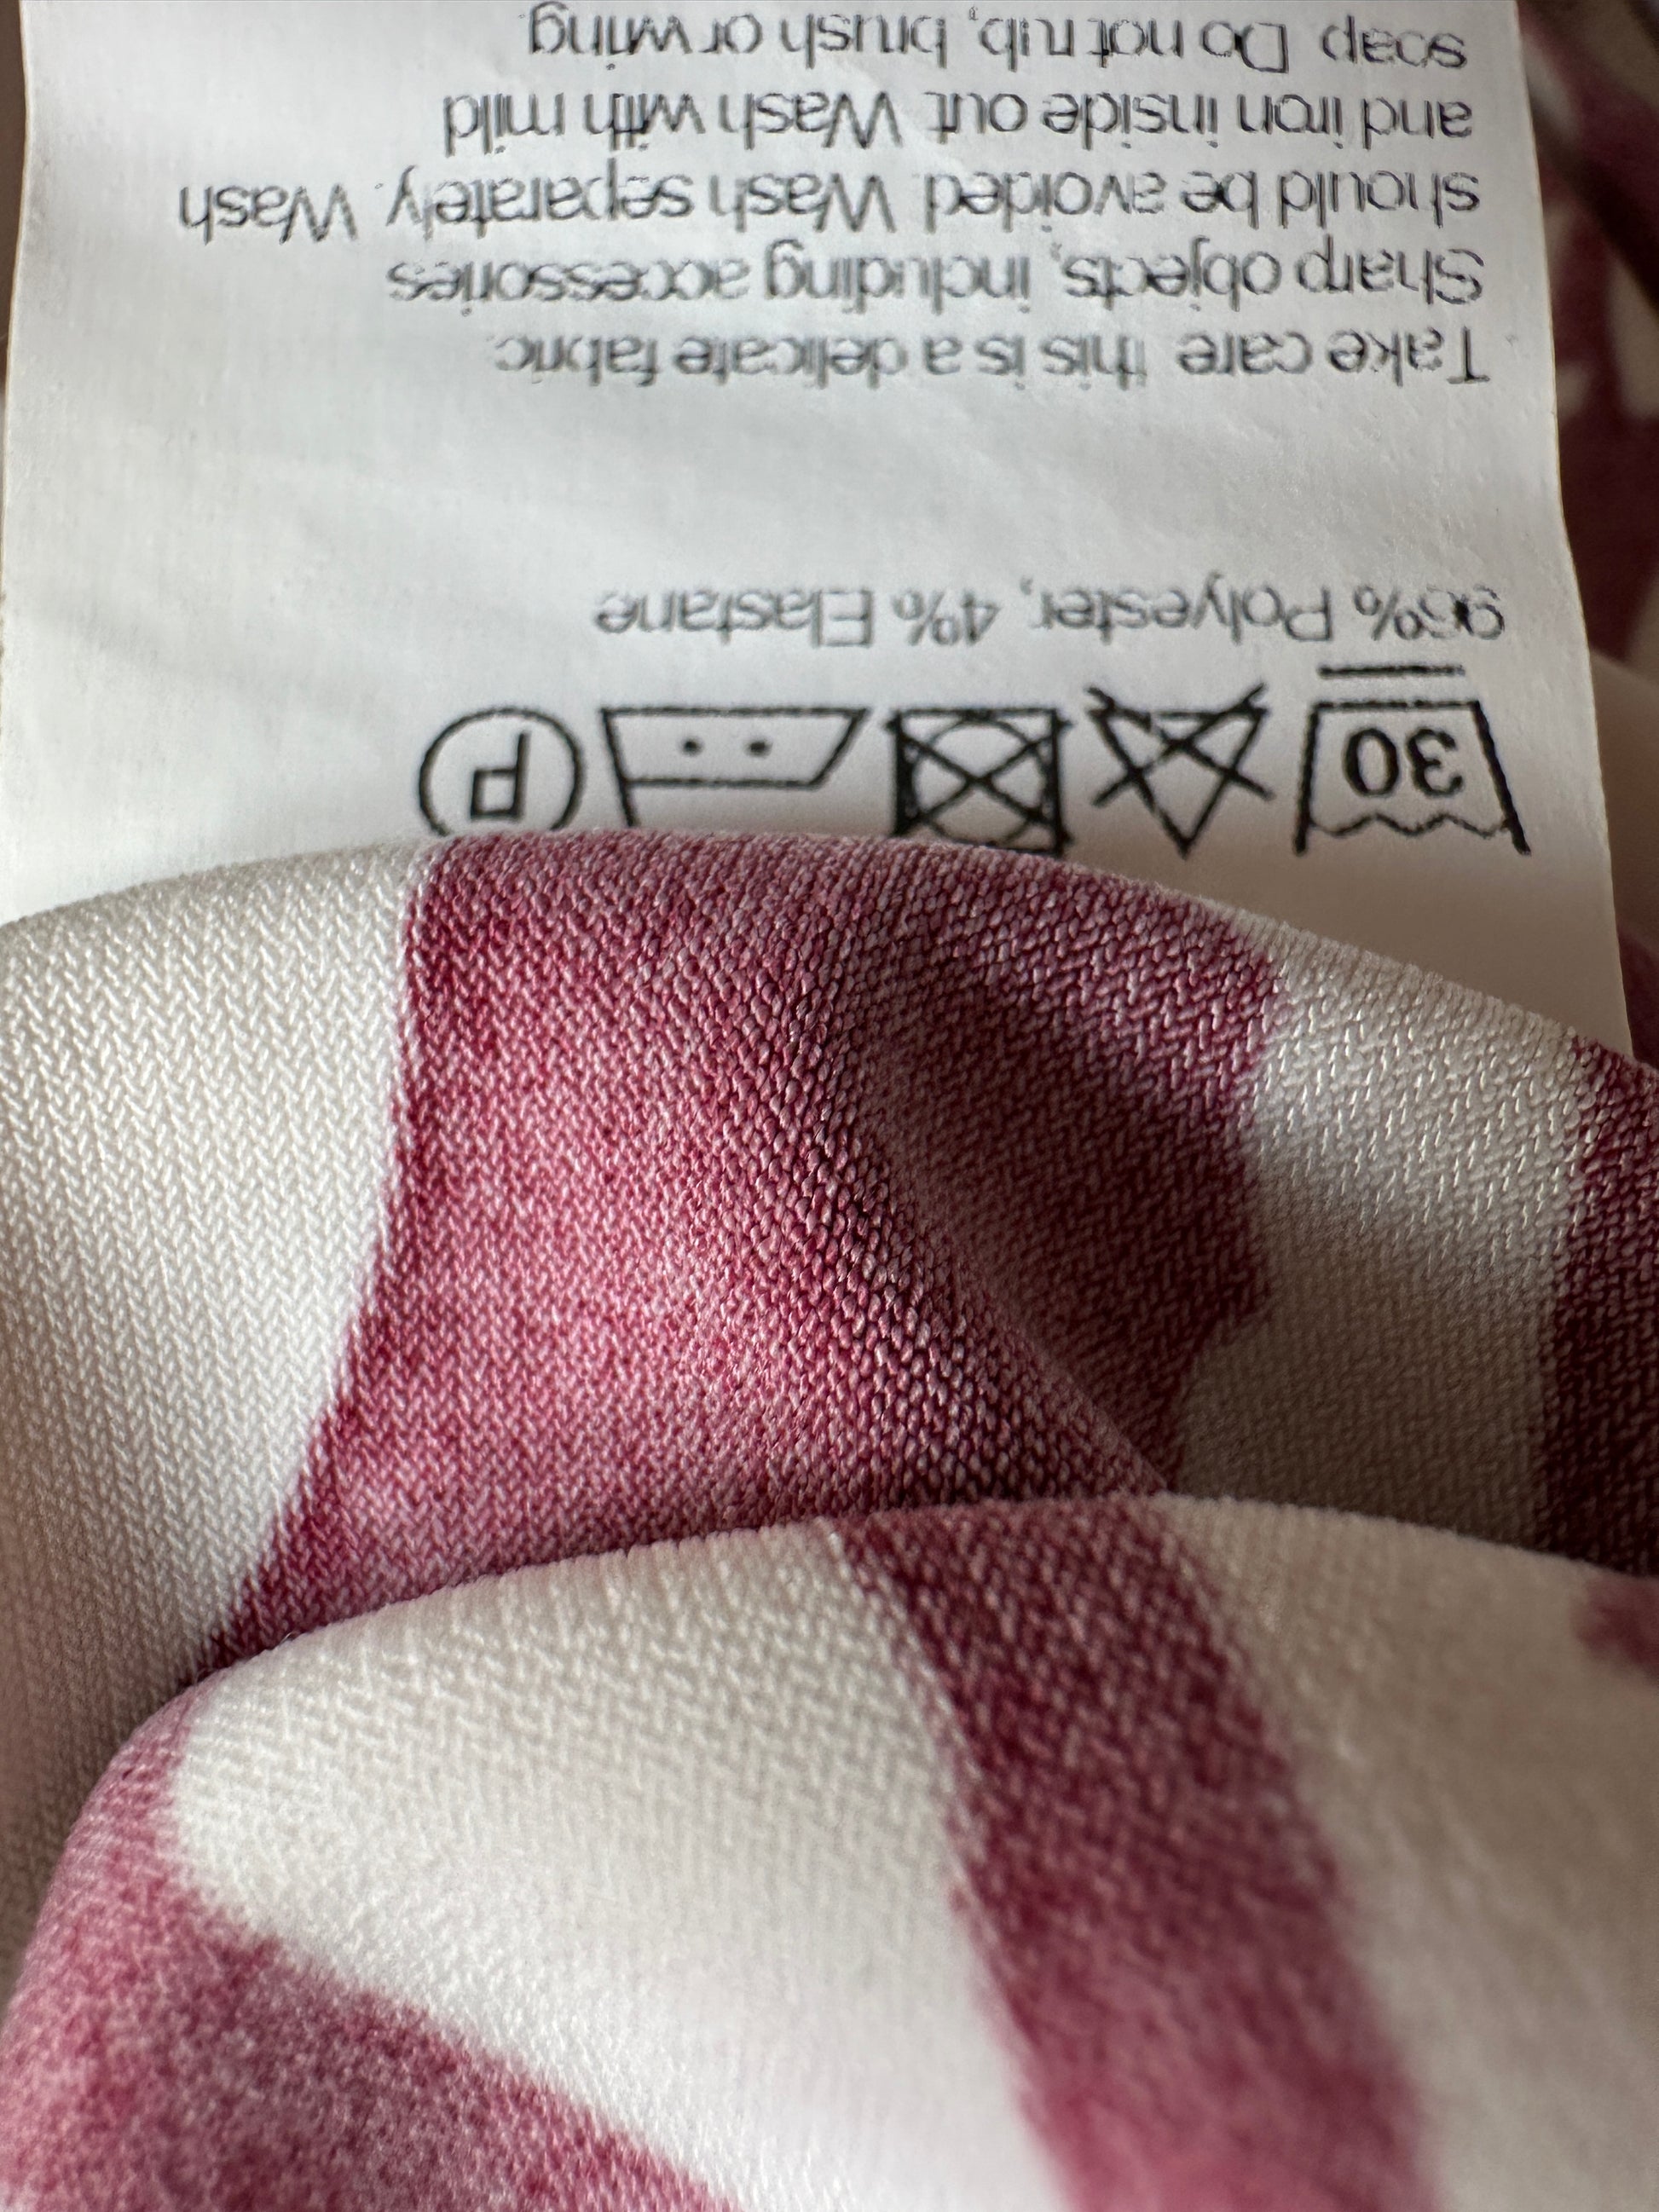 30 P
96% Polyester, 4% Elastane
Take care this is a delicate fabric.
Sharp objects, including accessories
should be avoided. Wash separately. Wash
and iron inside out. Wash with mild
soap. Do not rub, brush or wring